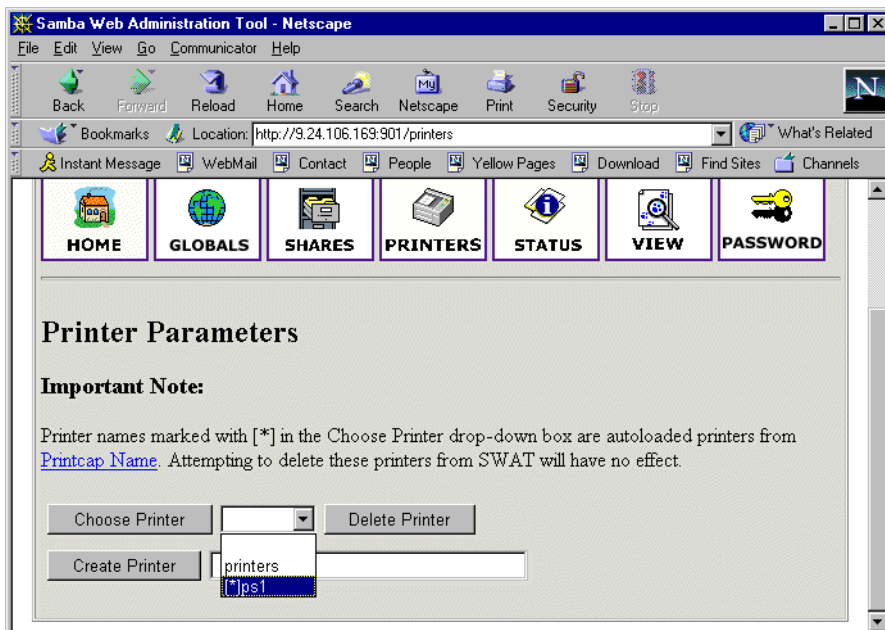 Samba Web Administration Tool - Netscape
File Edit View Go Communicator Help
Back Forward Reload Home Search My Netscape Print Security Stop N
Bookmarks Location: http://9.24.106.169:901/printers What's Related
Instant Message WebMail Contact People Yellow Pages Download Find Sites Channels
HOME GLOBALS SHARES PRINTERS STATUS VIEW PASSWORD
Printer Parameters
Important Note:
Printer names marked with [*] in the Choose Printer drop-down box are autoloaded printers from
Printcap Name. Attempting to delete these printers from SWAT will have no effect.
Choose Printer Delete Printer
Create Printer
printers
[*]ps1